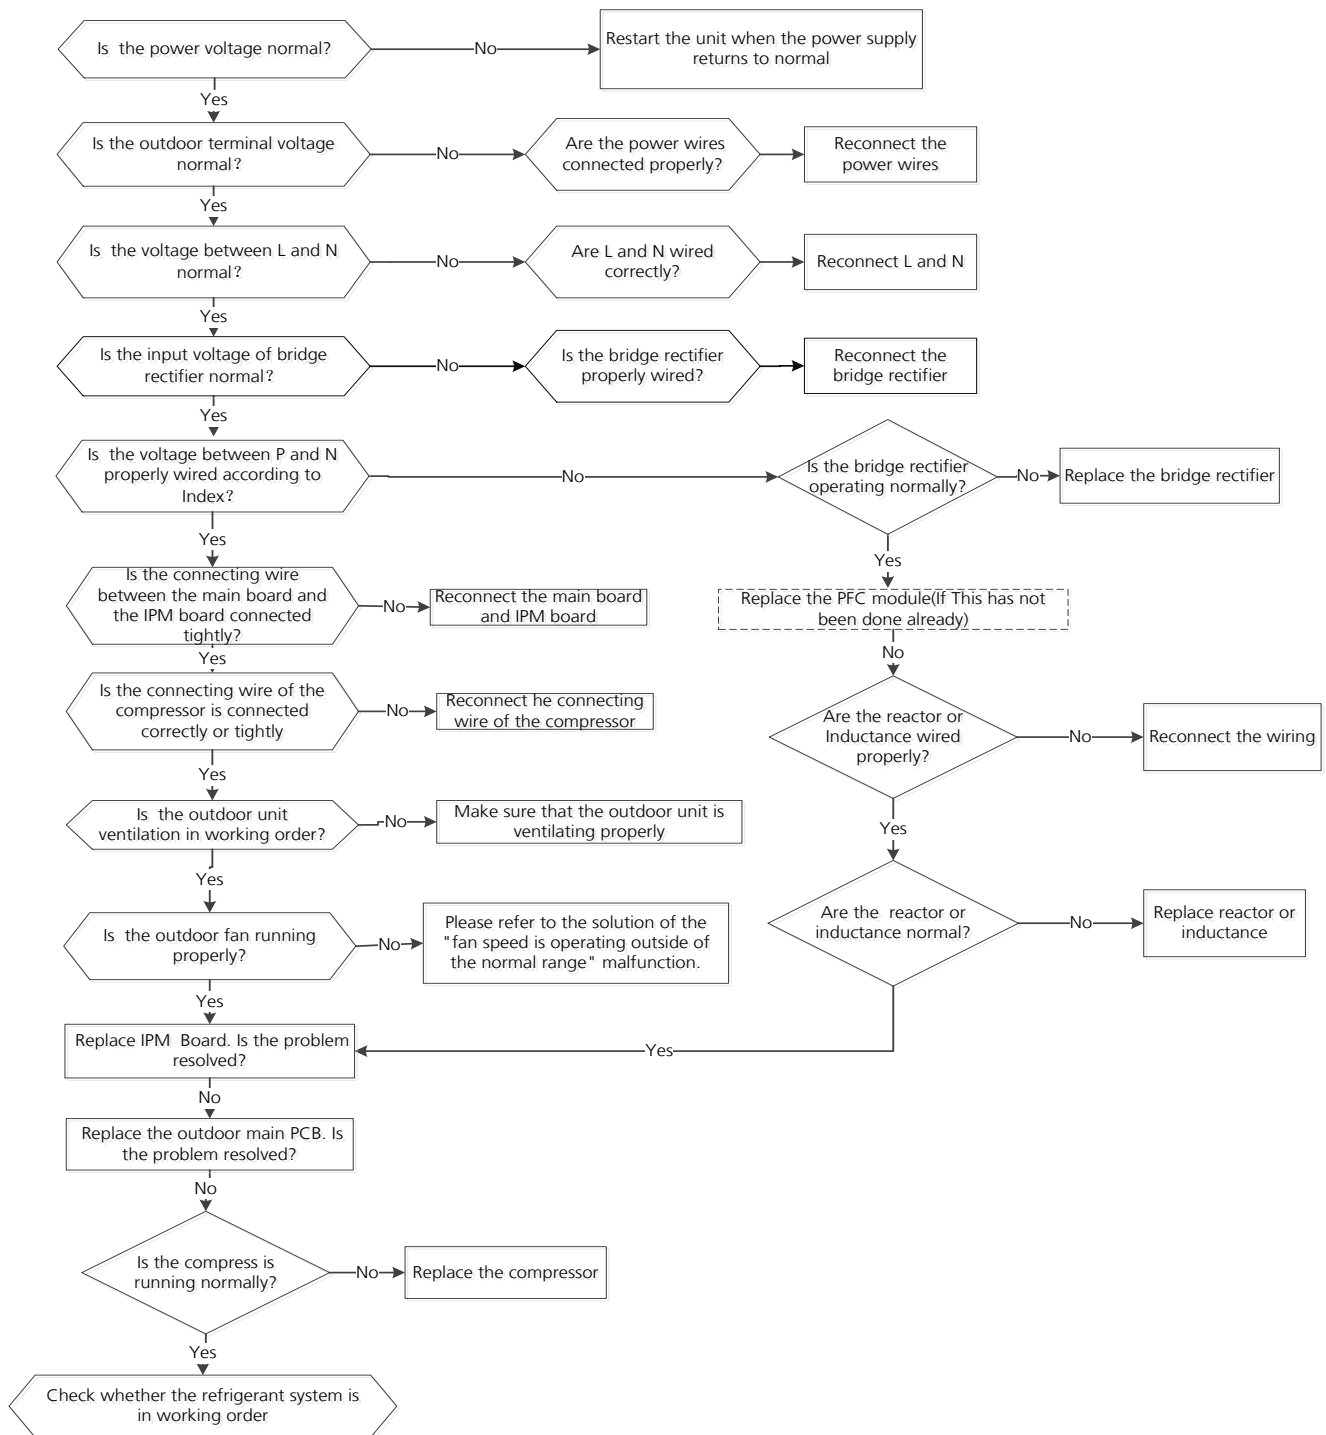 Is  the power voltage normal?
No
Restart the unit when the power supply
returns to normal
Yes
Is the outdoor terminal voltage
normal?
No
Are the power wires
connected properly?
Reconnect the
power wires
Yes
Is  the voltage between L and N
normal?
No
Are L and N wired
correctly?
Reconnect L and N
Yes
Is the input voltage of bridge
rectifier normal?
No
Is the bridge rectifier
properly wired?
Reconnect the
bridge rectifier
Yes
Is  the voltage between P and N
properly wired according to
Index?
No
Is the bridge rectifier
operating normally?
No
Replace the bridge rectifier
Yes
Yes
Is the connecting wire
between the main board and
the IPM board connected
tightly?
No
Reconnect the main board
and IPM board
Replace the PFC module(If This has not
been done already)
Yes
No
Is the connecting wire of the
compressor is connected
correctly or tightly
No
Reconnect he connecting
wire of the compressor
Are the reactor or
Inductance wired
properly?
No
Reconnect the wiring
Yes
Is  the outdoor unit
ventilation in working order?
No
Make sure that the outdoor unit is
ventilating properly
Yes
Yes
Is  the outdoor fan running
properly?
No
Please refer to the solution of the
"fan speed is operating outside of
the normal range" malfunction.
Are the  reactor or
inductance normal?
No
Replace reactor or
inductance
Yes
Replace IPM  Board. Is the problem
resolved?
Yes
No
Replace the outdoor main PCB. Is
the problem resolved?
No
Is the compress is
running normally?
No
Replace the compressor
Yes
Check whether the refrigerant system is
in working order